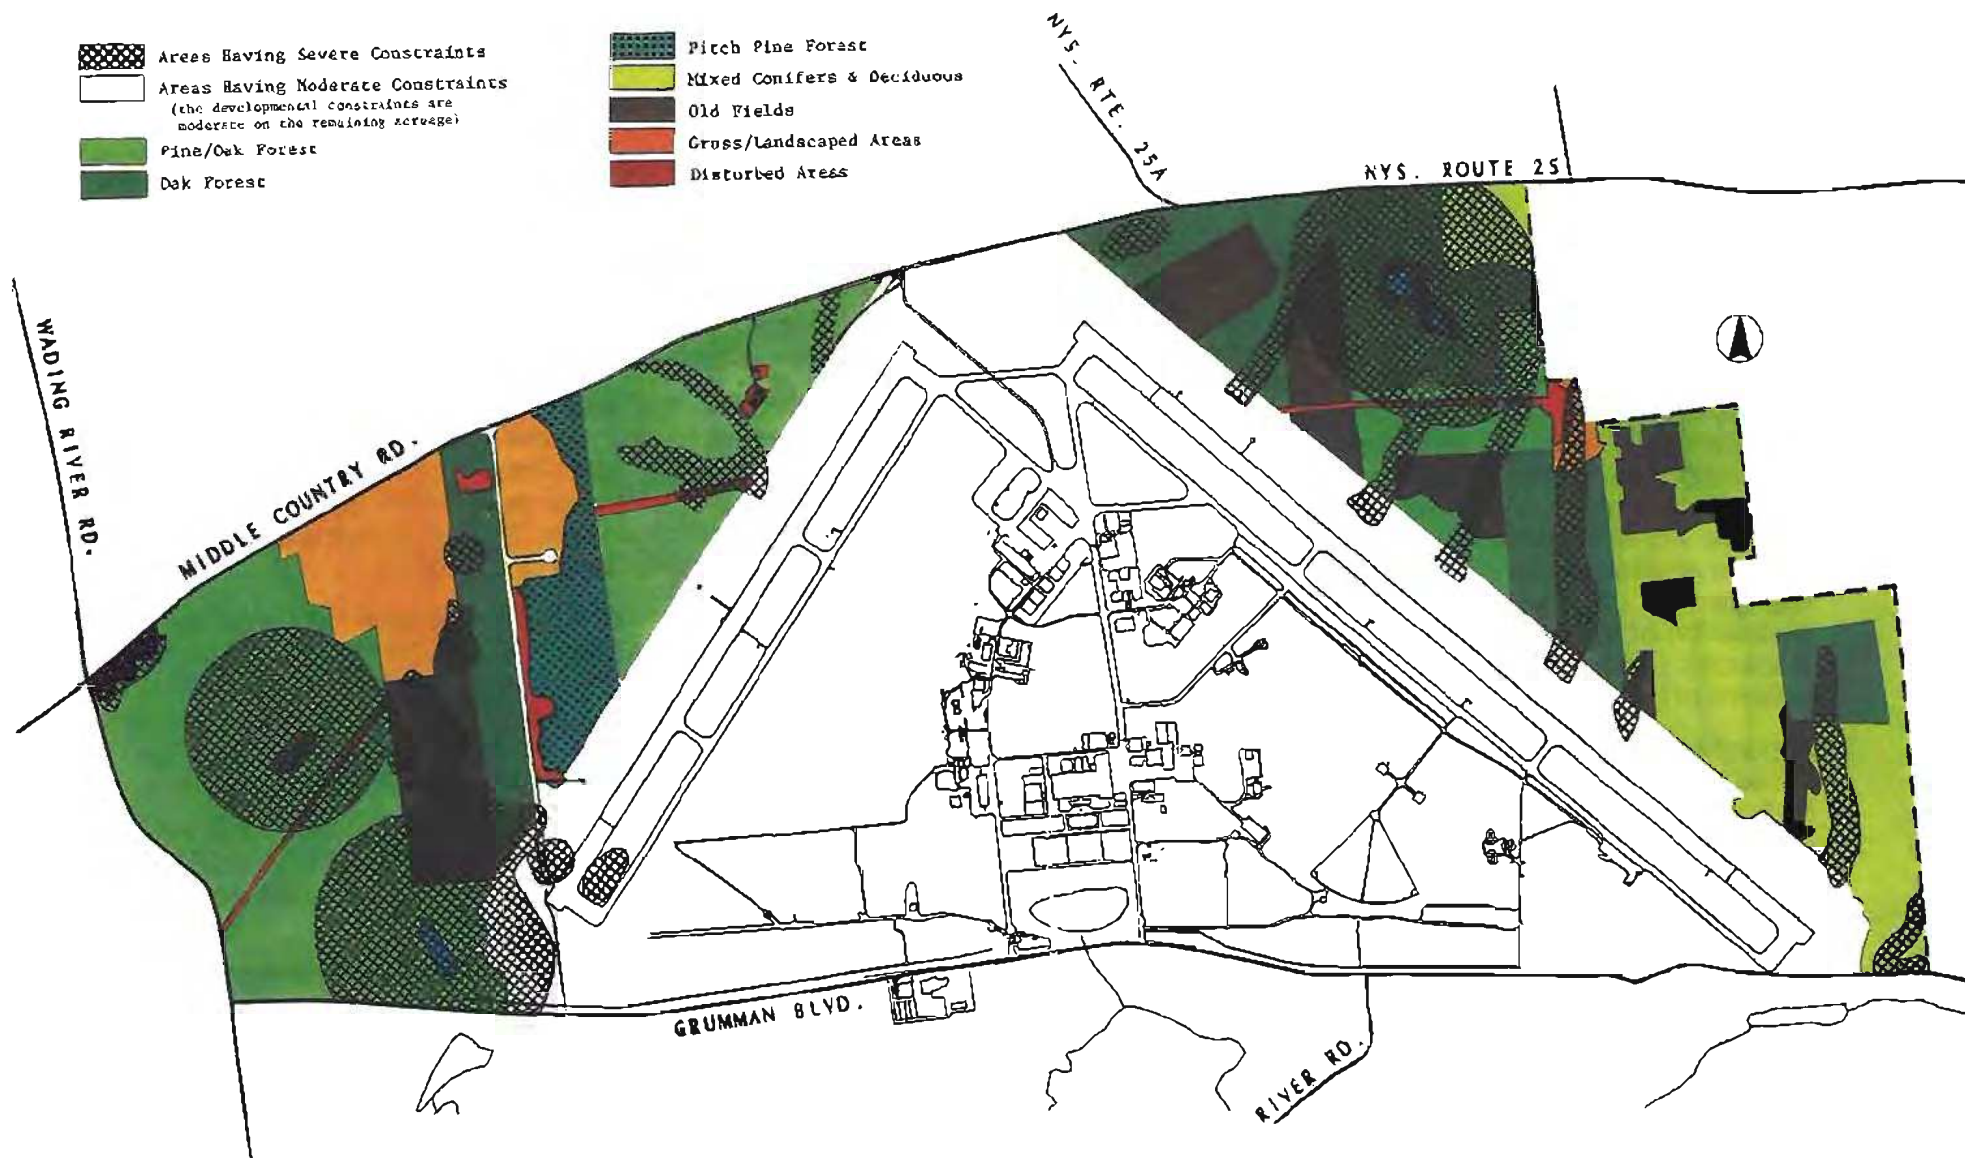 Areas Having Severe Constraints
Areas Having Moderate Constraints
(the developmental constraints are
moderate on the remaining acreage)
Pine/Oak Forest
Oak Forest
Pitch Pine Forest
Mixed Conifers & Deciduous
Old Fields
Grass/Landscaped Areas
Disturbed Areas
NYS. RTE. 25A
NYS. ROUTE 25
WADING RIVER RD.
MIDDLE COUNTRY RD.
GRUMMAN BLVD.
RIVER RD.